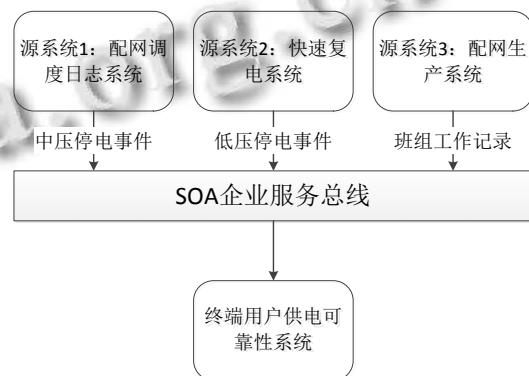 源系统1：配网调
度日志系统
源系统2：快速复
电系统
源系统3：配网生
产系统
中压停电事件
低压停电事件
班组工作记录
SOA企业服务总线
终端用户供电可
靠性系统